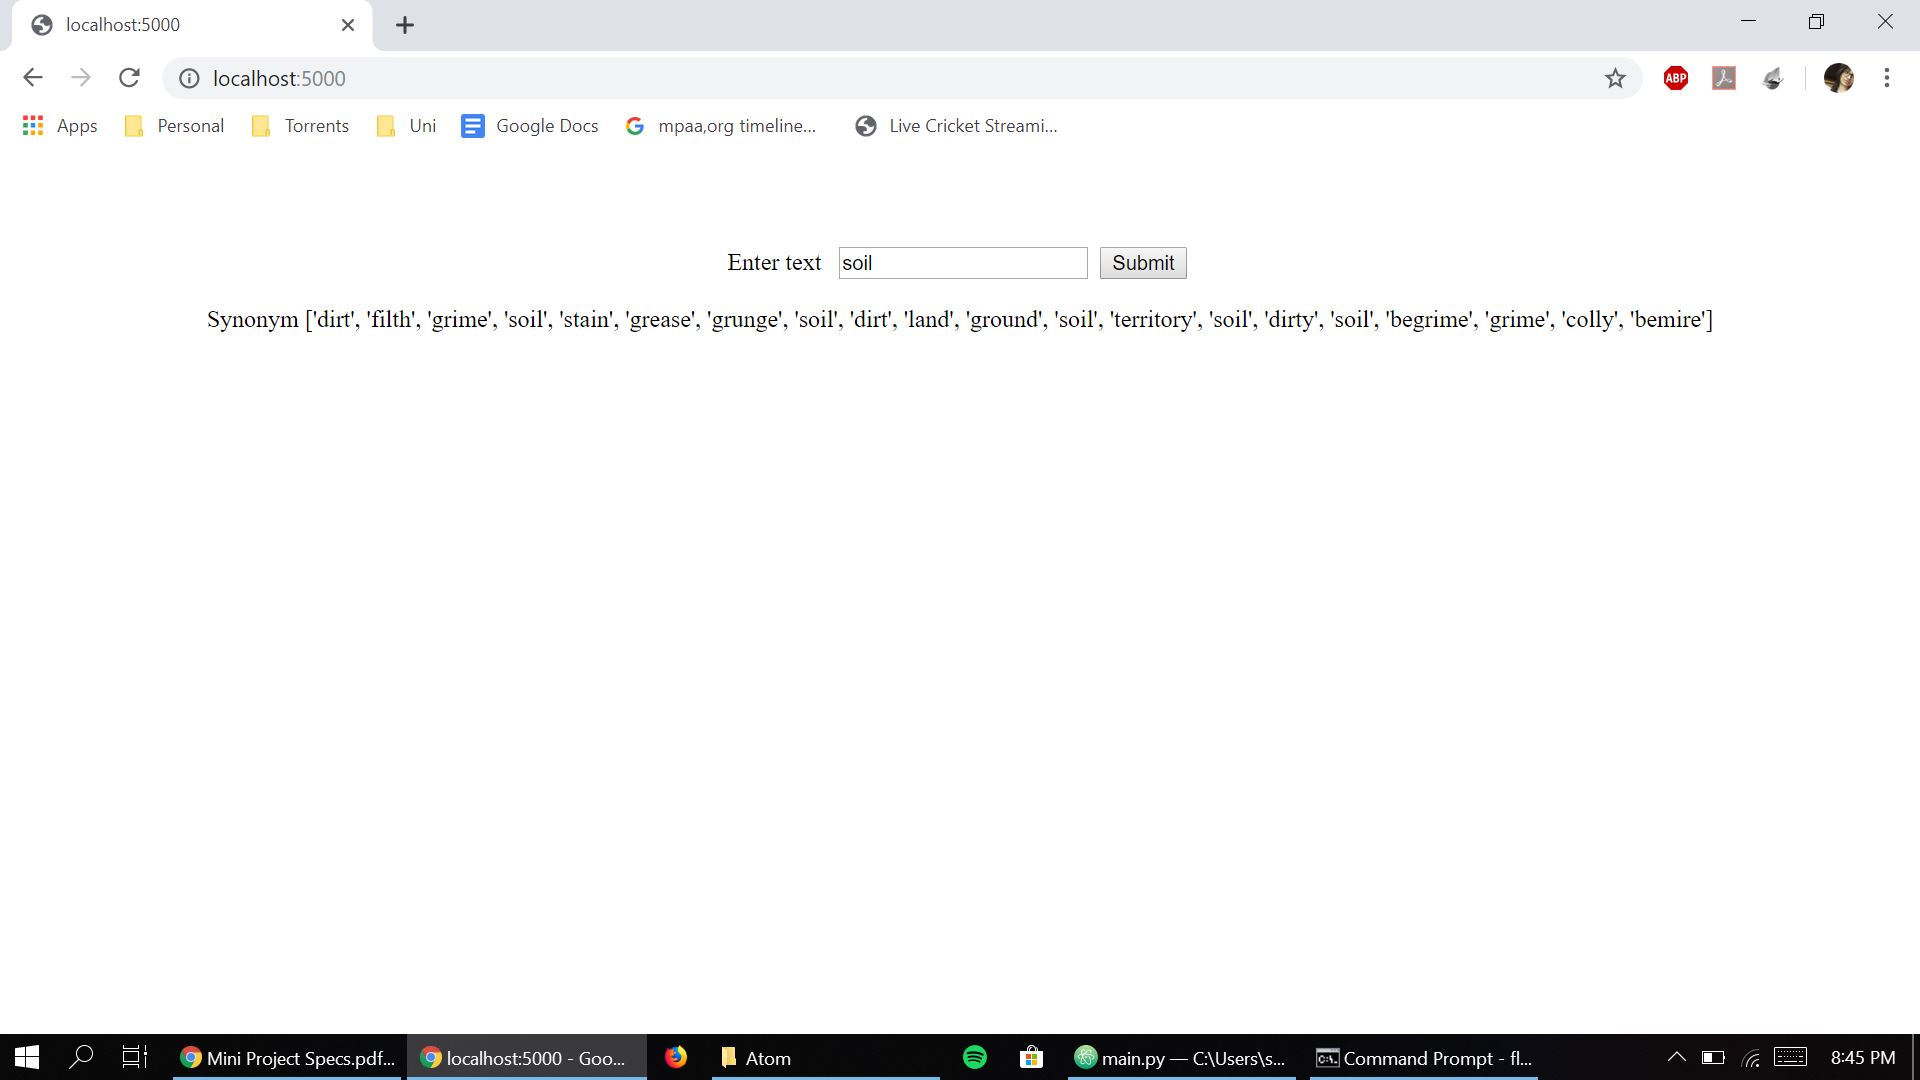 localhost:5000
localhost:5000
ABP
Apps Personal Torrents Uni Google Docs mpaa,org timeline... Live Cricket Streami...
Enter text soil Submit
Synonym ['dirt', 'filth', 'grime', 'soil', 'stain', 'grease', 'grunge', 'soil', 'dirt', 'land', 'ground', 'soil', 'territory', 'soil', 'dirty', 'soil', 'begrime', 'grime', 'colly', 'bemire']
Mini Project Specs.pdf... localhost:5000 - Goo... Atom main.py — C:\Users\s... C:\. Command Prompt - fl... 8:45 PM